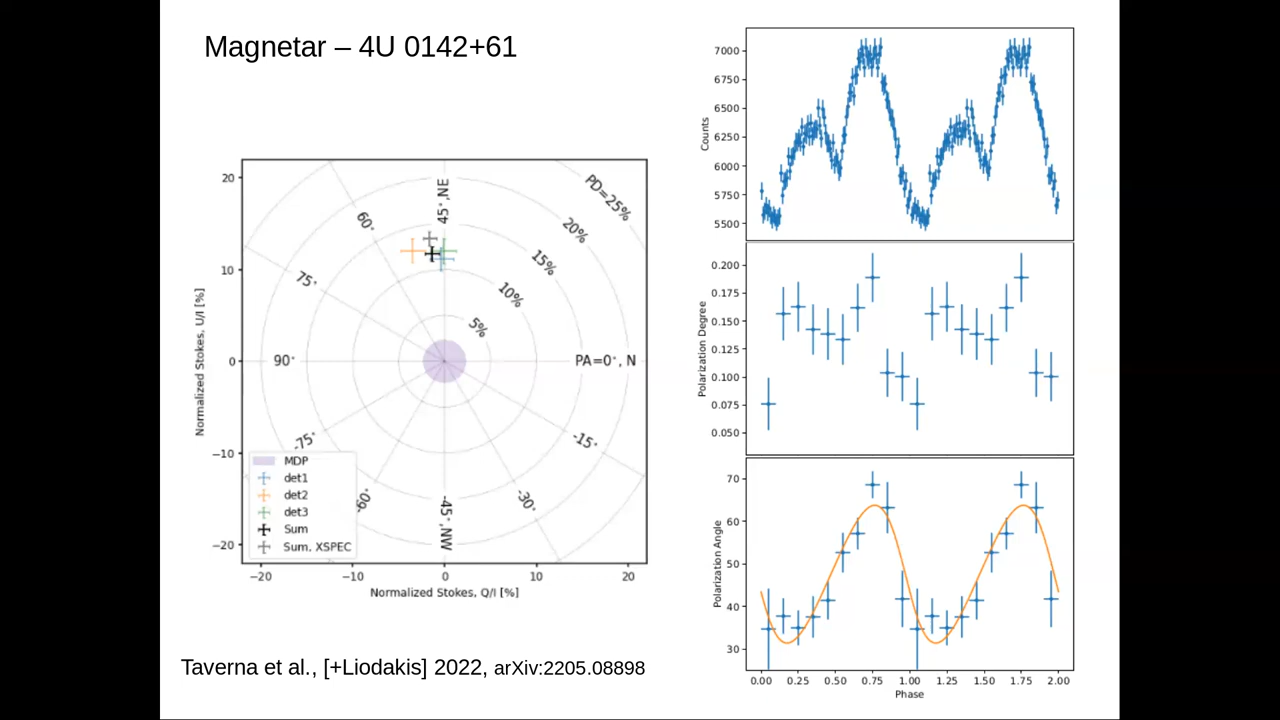 Magnetar – 4U 0142+61
20
10
0
−10
−20
Normalized Stokes, U/I [%]
−20
−10
0
10
20
Normalized Stokes, Q/I [%]
PD=25%
20%
15%
10%
5%
45°,NE
60°
75°
90°
PA=0°, N
-75°
-60°
-45°,NW
-30°
-15°
MDP
det1
det2
det3
Sum
Sum, XSPEC
7000
6750
6500
6250
6000
5750
5500
Counts
0.200
0.175
0.150
0.125
0.100
0.075
0.050
Polarization Degree
70
60
50
40
30
Polarization Angle
0.00
0.25
0.50
0.75
1.00
1.25
1.50
1.75
2.00
Phase
Taverna et al., [+Liodakis] 2022, arXiv:2205.08898